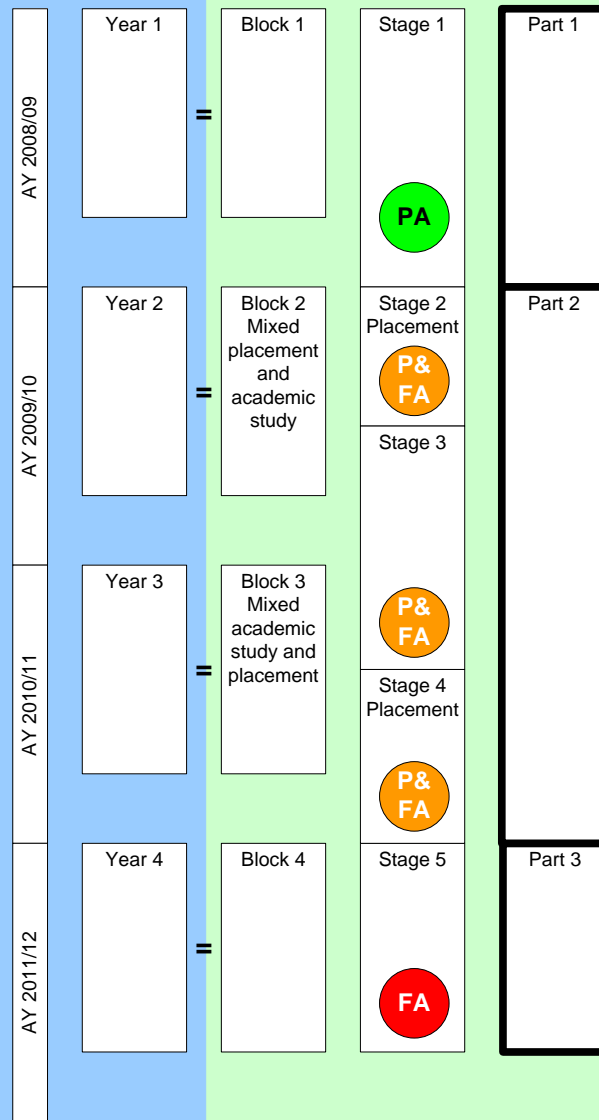 AY 2008/09
Year 1
=
Block 1
Stage 1
PA
Part 1
AY 2009/10
Year 2
=
Block 2
Mixed
placement
and
academic
study
Stage 2
Placement
P&
FA
Stage 3
P&
FA
Part 2
AY 2010/11
Year 3
=
Block 3
Mixed
academic
study and
placement
Stage 4
Placement
P&
FA
AY 2011/12
Year 4
=
Block 4
Stage 5
FA
Part 3